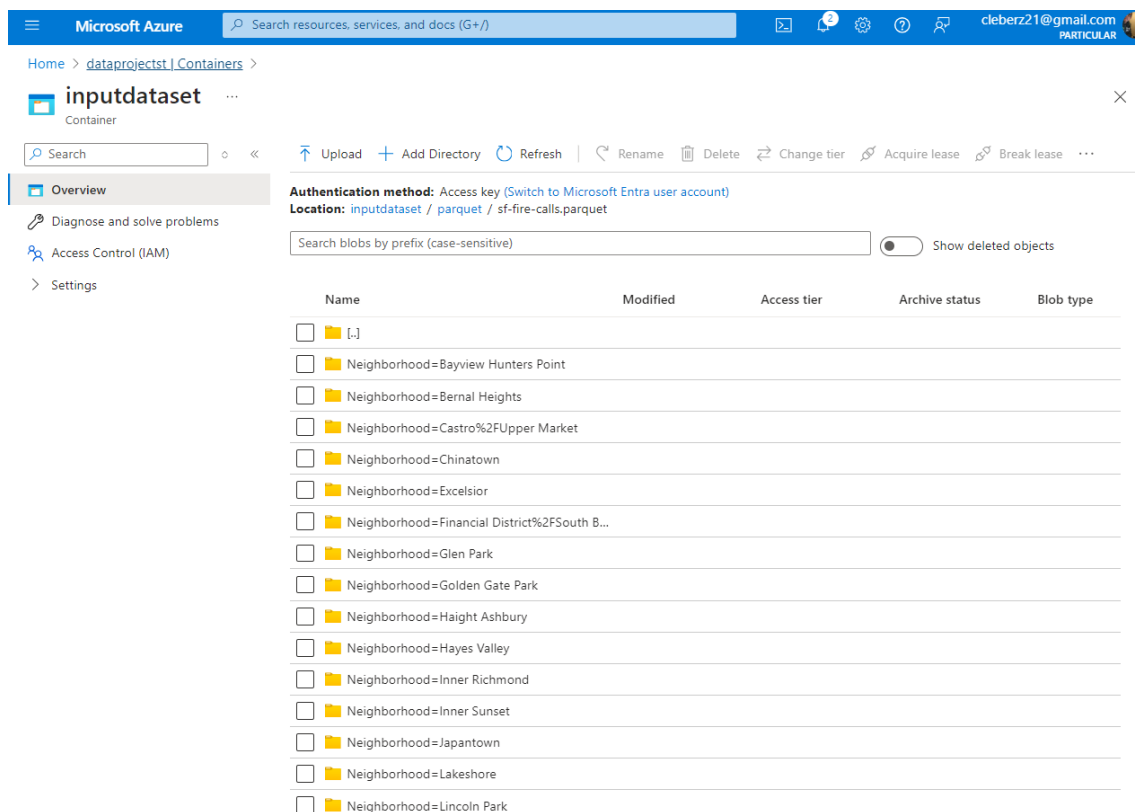 Microsoft Azure
Search resources, services, and docs (G+/)
2
cleberz21@gmail.com
PARTICULAR
Home > dataprojectst | Containers >
inputdataset ...
Container
Search
Upload Add Directory Refresh Rename Delete Change tier Acquire lease Break lease ...
Overview
Diagnose and solve problems
Access Control (IAM)
Settings
Authentication method: Access key (Switch to Microsoft Entra user account)
Location: inputdataset / parquet / sf-fire-calls.parquet
Search blobs by prefix (case-sensitive)
Show deleted objects
Name Modified Access tier Archive status Blob type
[..]
Neighborhood=Bayview Hunters Point
Neighborhood=Bernal Heights
Neighborhood=Castro%2FUpper Market
Neighborhood=Chinatown
Neighborhood=Excelsior
Neighborhood=Financial District%2FSouth B...
Neighborhood=Glen Park
Neighborhood=Golden Gate Park
Neighborhood=Haight Ashbury
Neighborhood=Hayes Valley
Neighborhood=Inner Richmond
Neighborhood=Inner Sunset
Neighborhood=Japantown
Neighborhood=Lakeshore
Neighborhood=Lincoln Park